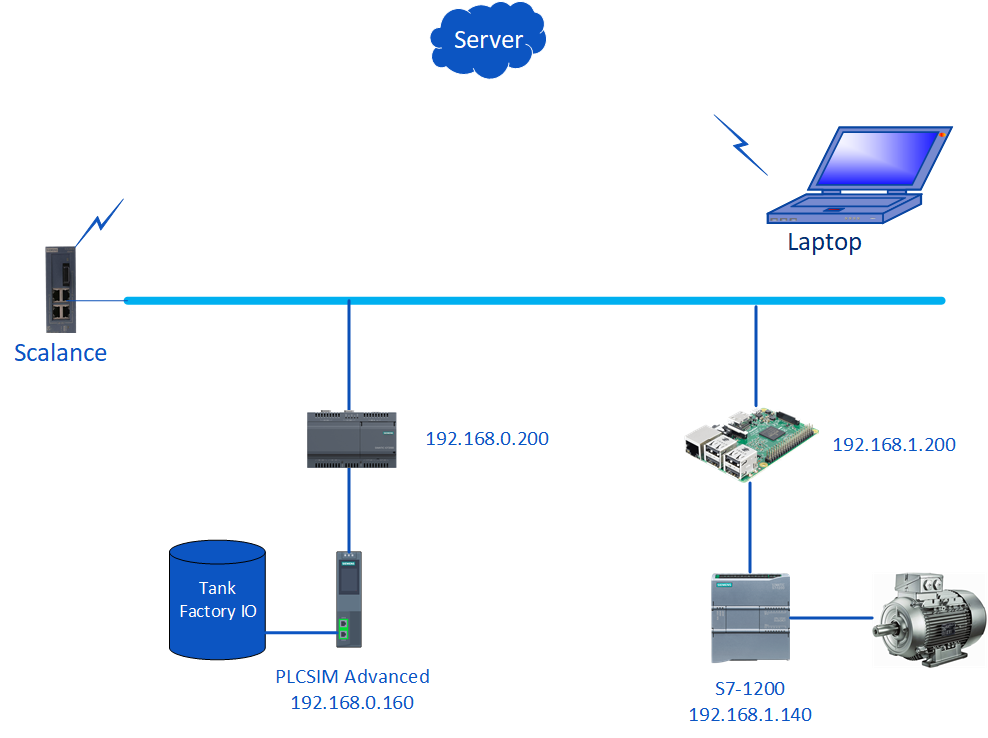 Server
Laptop
Scalance
192.168.0.200
192.168.1.200
Tank
Factory IO
PLCSIM Advanced
192.168.0.160
S7-1200
192.168.1.140